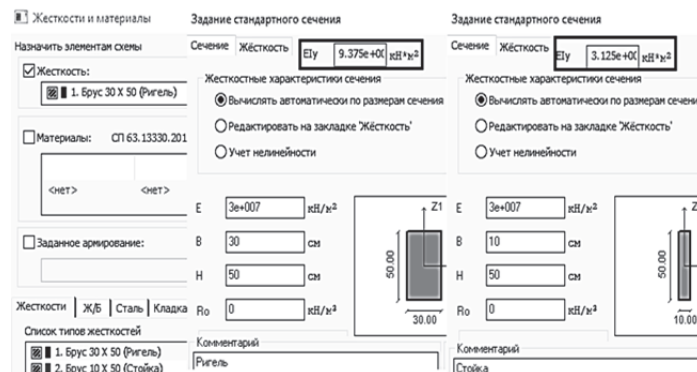 Жесткости и материалы
Назначить элементам схемы
Жесткость:
1. Брус 30 X 50 (Ригель)
Материалы: СП 63.13330.201
<нет> <нет>
Заданное армирование:
Жесткости Ж/Б Сталь Кладка
Список типов жесткостей
1. Брус 30 X 50 (Ригель)
2. Брус 10 X 50 (Стойка)
Задание стандартного сечения
Сечение Жёсткость EIy 9.375e+00 кН*м²
Жесткостные характеристики сечения
Вычислять автоматически по размерам сечения
Редактировать на закладке "Жёсткость"
Учет нелинейности
E 3e+007 кН/м²
B 30 см
H 50 см
Ro 0 кН/м³
Z1
50.00
30.00
Комментарий
Ригель
Задание стандартного сечения
Сечение Жёсткость EIy 3.125e+00 кН*м²
Жесткостные характеристики сечения
Вычислять автоматически по размерам сечени
Редактировать на закладке "Жёсткость"
Учет нелинейности
E 3e+007 кН/м²
B 10 см
H 50 см
Ro 0 кН/м³
Z
50.00
10.00
Комментарий
Стойка